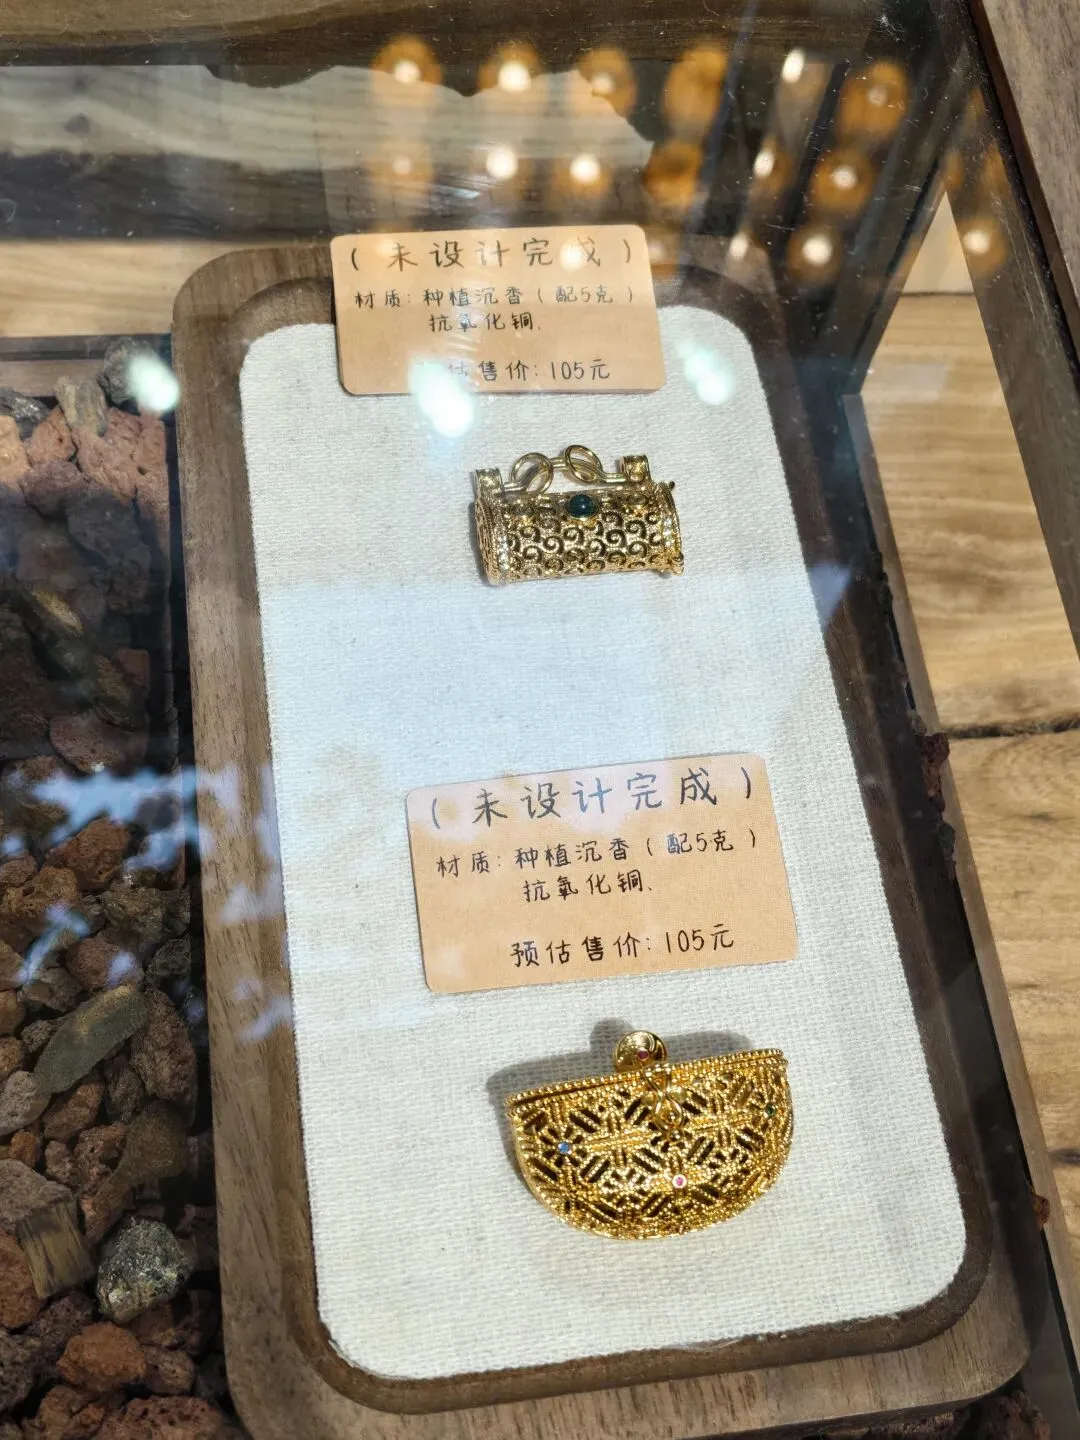 （未设计完成）
材质：种植沉香（配5克）
抗氧化铜、
估售价：105元
（未设计完成）
材质：种植沉香（配5克）
抗氧化铜、
预估售价：105元